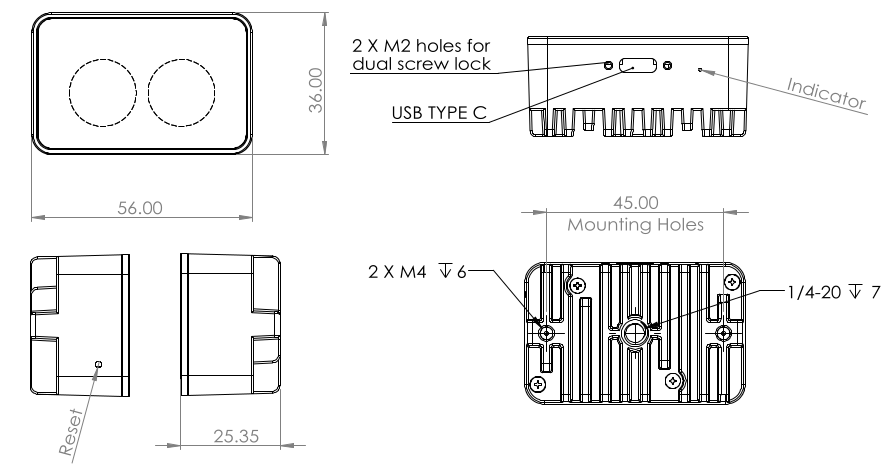 36.00
56.00
2 X M2 holes for
dual screw lock
USB TYPE C
Indicator
Reset
25.35
45.00
Mounting Holes
2 X M4 ↧ 6
1/4-20 ↧ 7